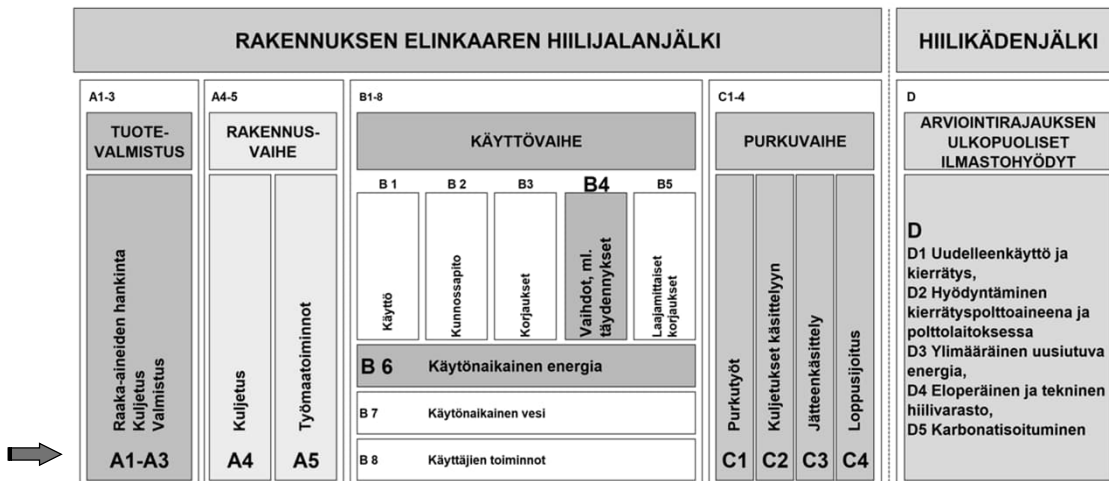 RAKENNUKSEN ELINKAAREN HIILIJALANJÄLKI
HIILIKÄDENJÄLKI
A1-3
TUOTE-
VALMISTUS
Raaka-aineiden hankinta
Kuljetus
Valmistus
A1-A3
A4-5
RAKENNUS-
VAIHE
Kuljetus
A4
Työmaatoiminnot
A5
B1-8
KÄYTTÖVAIHE
B 1
Käyttö
B 2
Kunnossapito
B3
Korjaukset
B4
Vaihdot, ml.
täydennykset
B5
Laajamittaiset
korjaukset
B 6 Käytönaikainen energia
B 7 Käytönaikainen vesi
B 8 Käyttäjien toiminnot
C1-4
PURKUVAIHE
Purkutyöt
C1
Kuljetukset käsittelyyn
C2
Jätteenkäsittely
C3
Loppusijoitus
C4
D
ARVIOINTIRAJAUKSEN
ULKOPUOLISET
ILMASTOHYÖDYT
D
D1 Uudelleenkäyttö ja
kierrätys,
D2 Hyödyntäminen
kierrätyspolttoaineena ja
polttolaitoksessa
D3 Ylimääräinen uusiutuva
energia,
D4 Eloperäinen ja tekninen
hiilivarasto,
D5 Karbonatisoituminen